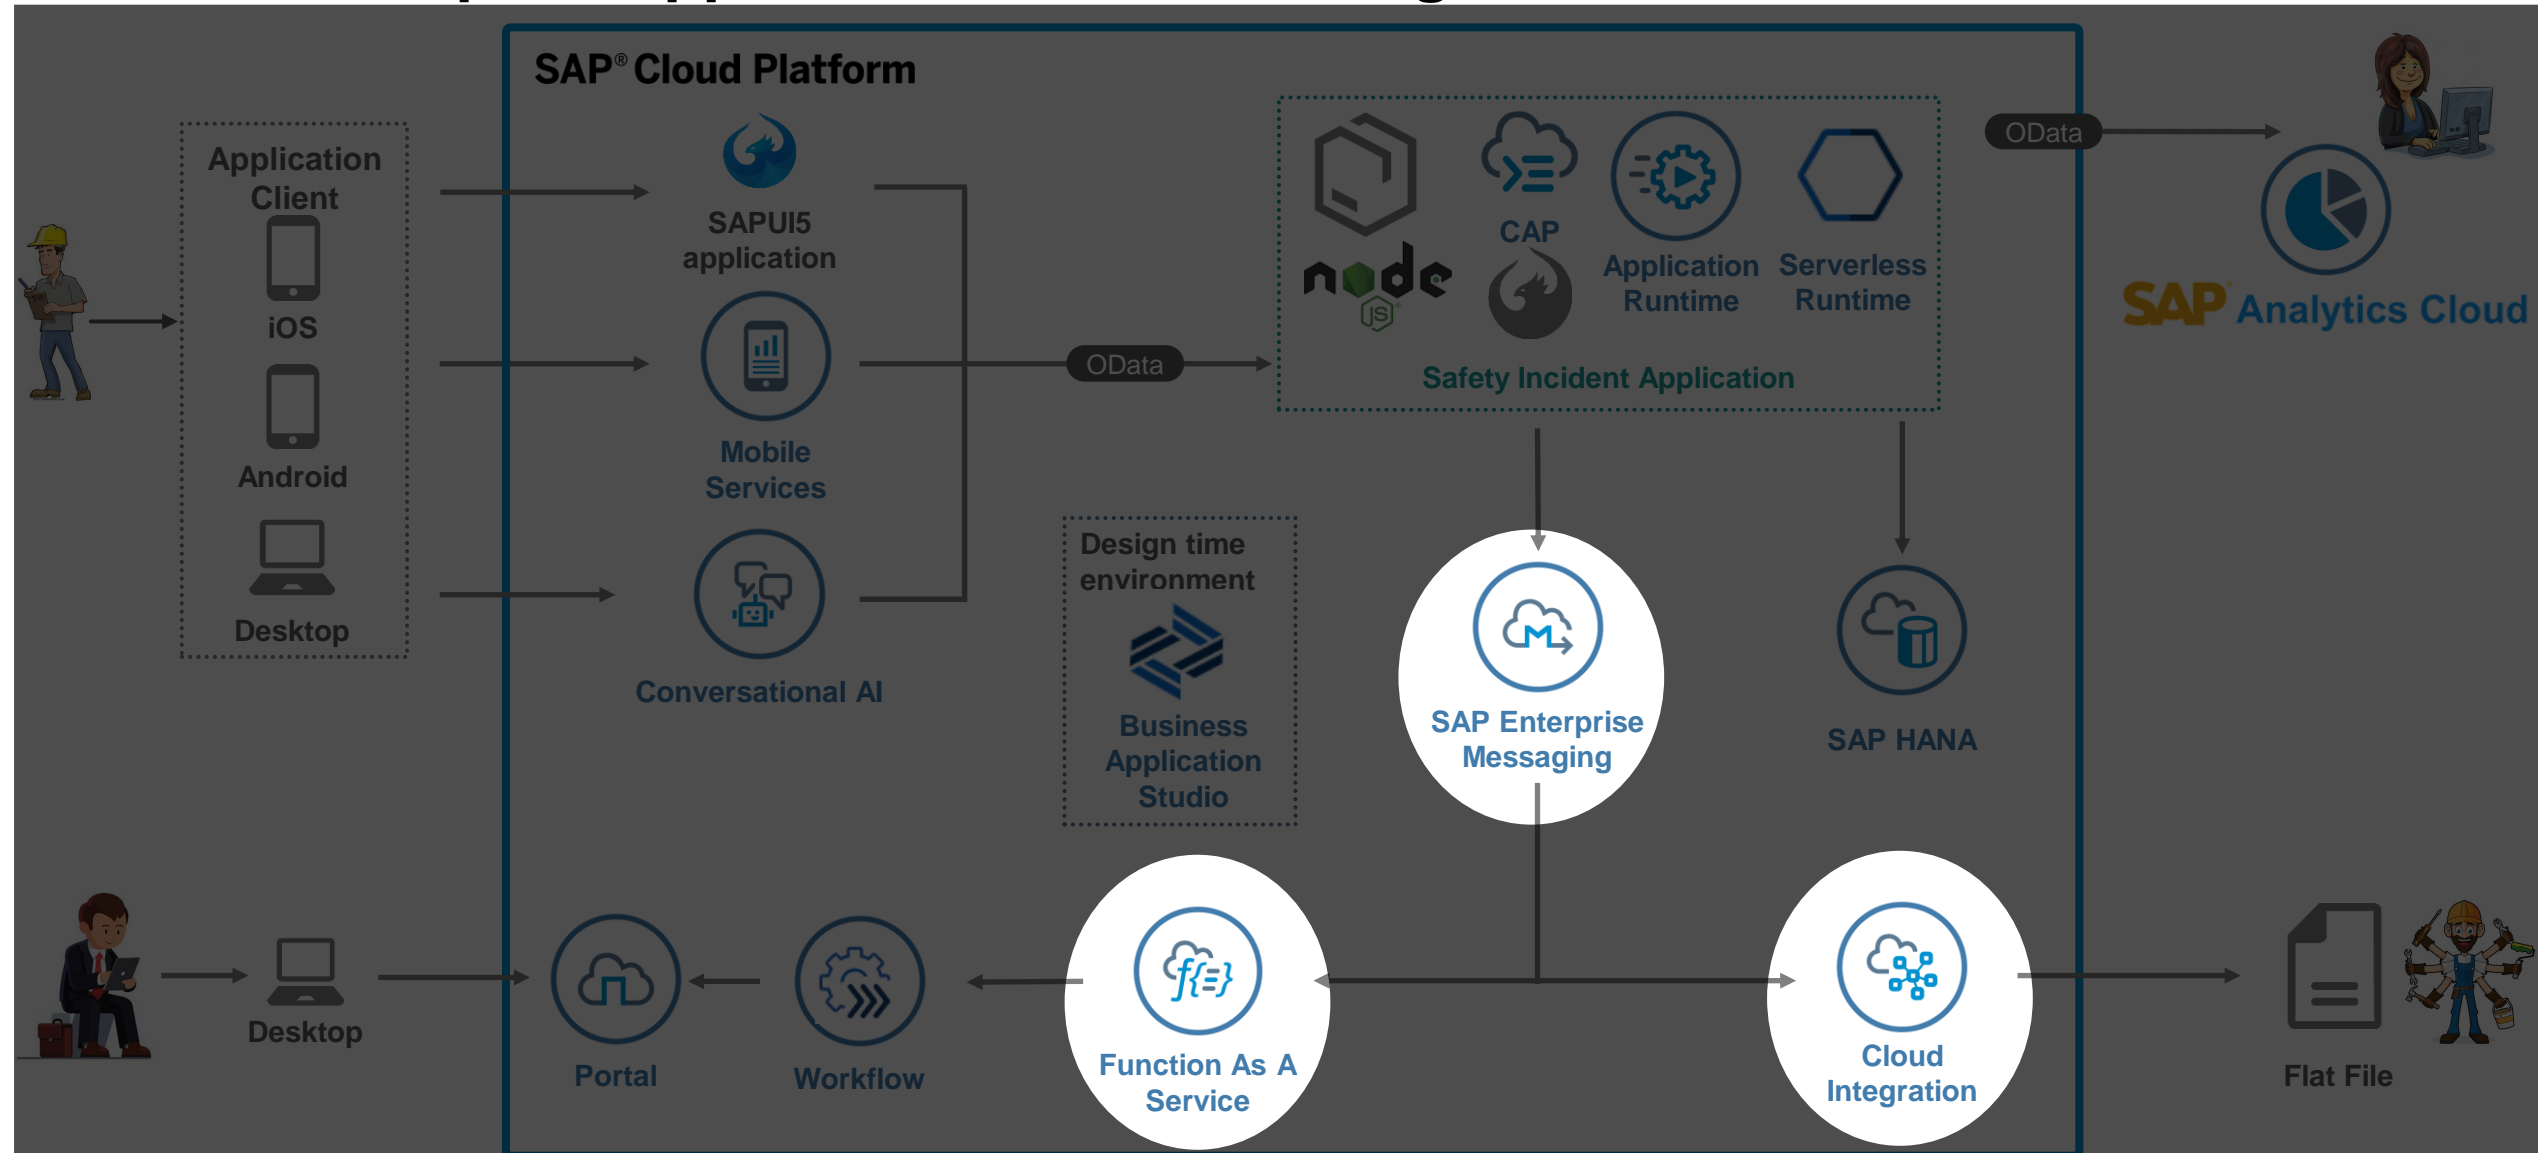 SAP® Cloud Platform
Application
Client
iOS
Android
Desktop
SAPUI5
application
Mobile
Services
Conversational AI
OData
node
JS
CAP
Application
Runtime
Serverless
Runtime
Safety Incident Application
OData
SAP Analytics Cloud
Design time
environment
Business
Application
Studio
SAP Enterprise
Messaging
SAP HANA
Desktop
Portal
Workflow
Function As A
Service
Cloud
Integration
Flat File